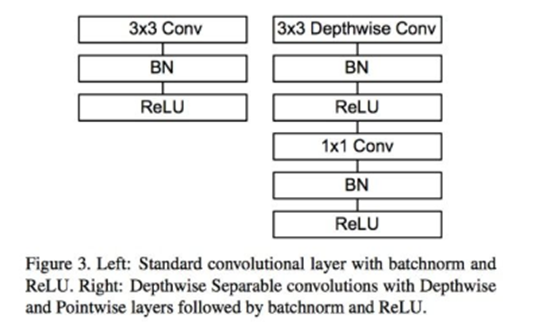 3x3 Conv
BN
ReLU
3x3 Depthwise Conv
BN
ReLU
1x1 Conv
BN
ReLU
Figure 3. Left: Standard convolutional layer with batchnorm and
ReLU. Right: Depthwise Separable convolutions with Depthwise
and Pointwise layers followed by batchnorm and ReLU.